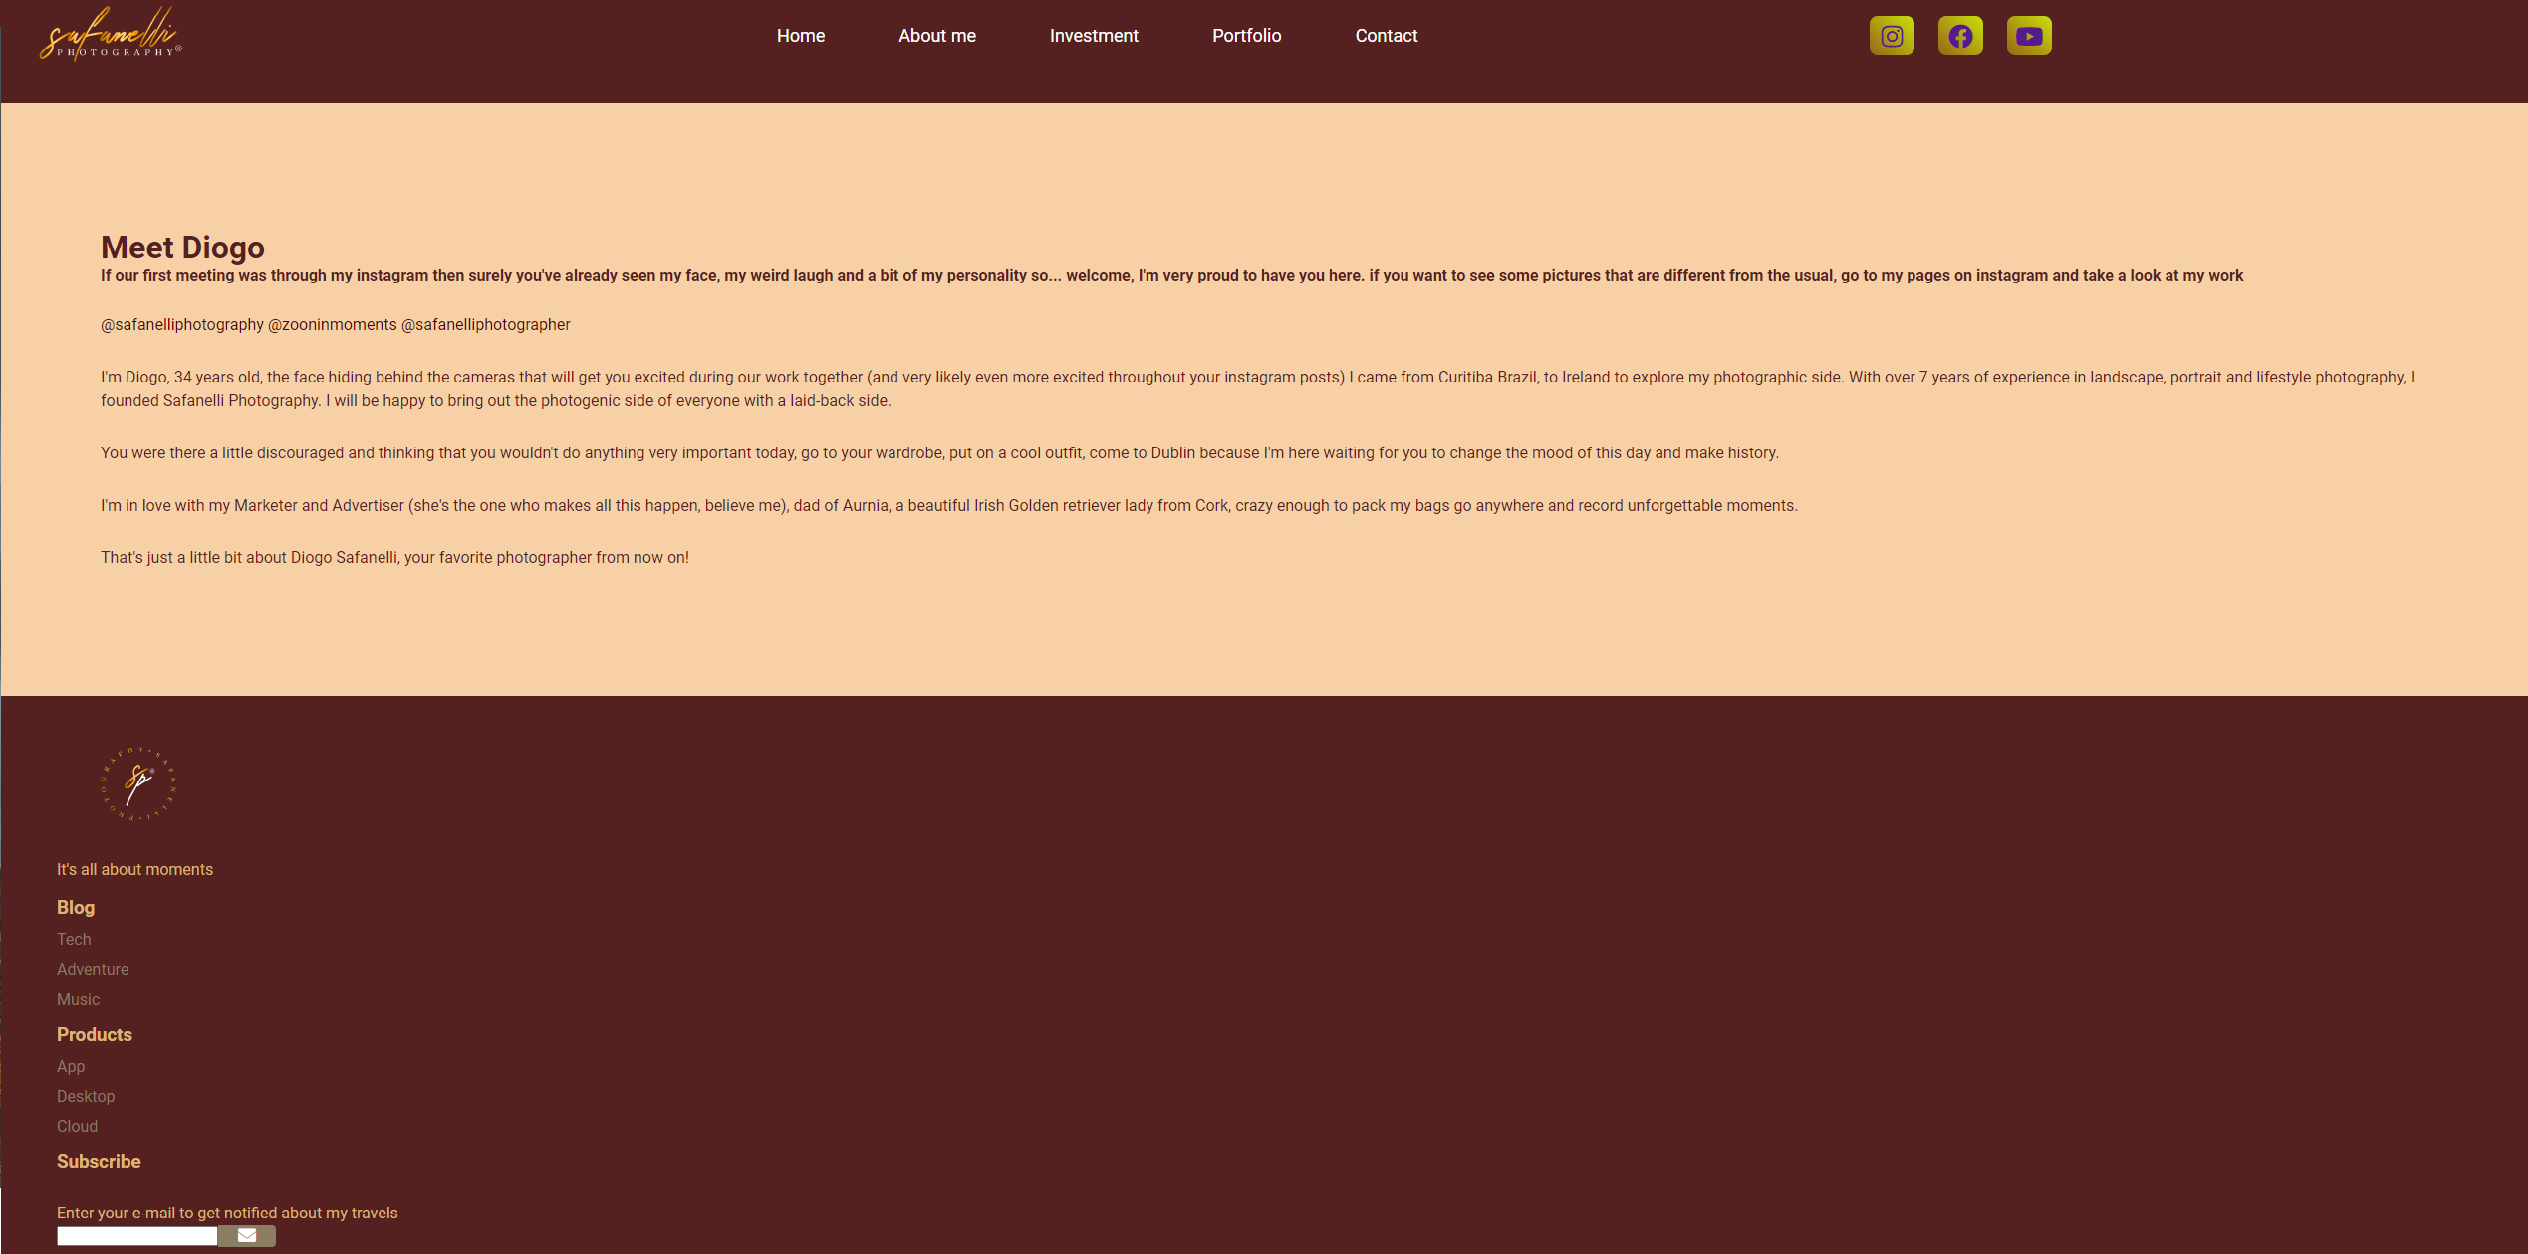 safanelli
PHOTOGRAPHY®
Home
About me
Investment
Portfolio
Contact
Meet Diogo
If our first meeting was through my instagram then surely you've already seen my face, my weird laugh and a bit of my personality so... welcome, I'm very proud to have you here. if you want to see some pictures that are different from the usual, go to my pages on instagram and take a look at my work
@safanelliphotography @zooninmoments @safanelliphotographer
I'm Diogo, 34 years old, the face hiding behind the cameras that will get you excited during our work together (and very likely even more excited throughout your instagram posts) I came from Curitiba Brazil, to Ireland to explore my photographic side. With over 7 years of experience in landscape, portrait and lifestyle photography, I
founded Safanelli Photography. I will be happy to bring out the photogenic side of everyone with a laid-back side.
You were there a little discouraged and thinking that you wouldn't do anything very important today, go to your wardrobe, put on a cool outfit, come to Dublin because I'm here waiting for you to change the mood of this day and make history.
I'm in love with my Marketer and Advertiser (she's the one who makes all this happen, believe me), dad of Aurnia, a beautiful Irish Golden retriever lady from Cork, crazy enough to pack my bags go anywhere and record unforgettable moments.
That's just a little bit about Diogo Safanelli, your favorite photographer from now on!
SAFANELLI • PHOTOGRAPHY •
sp®
It's all about moments
Blog
Tech
Adventure
Music
Products
App
Desktop
Cloud
Subscribe
Enter your e-mail to get notified about my travels